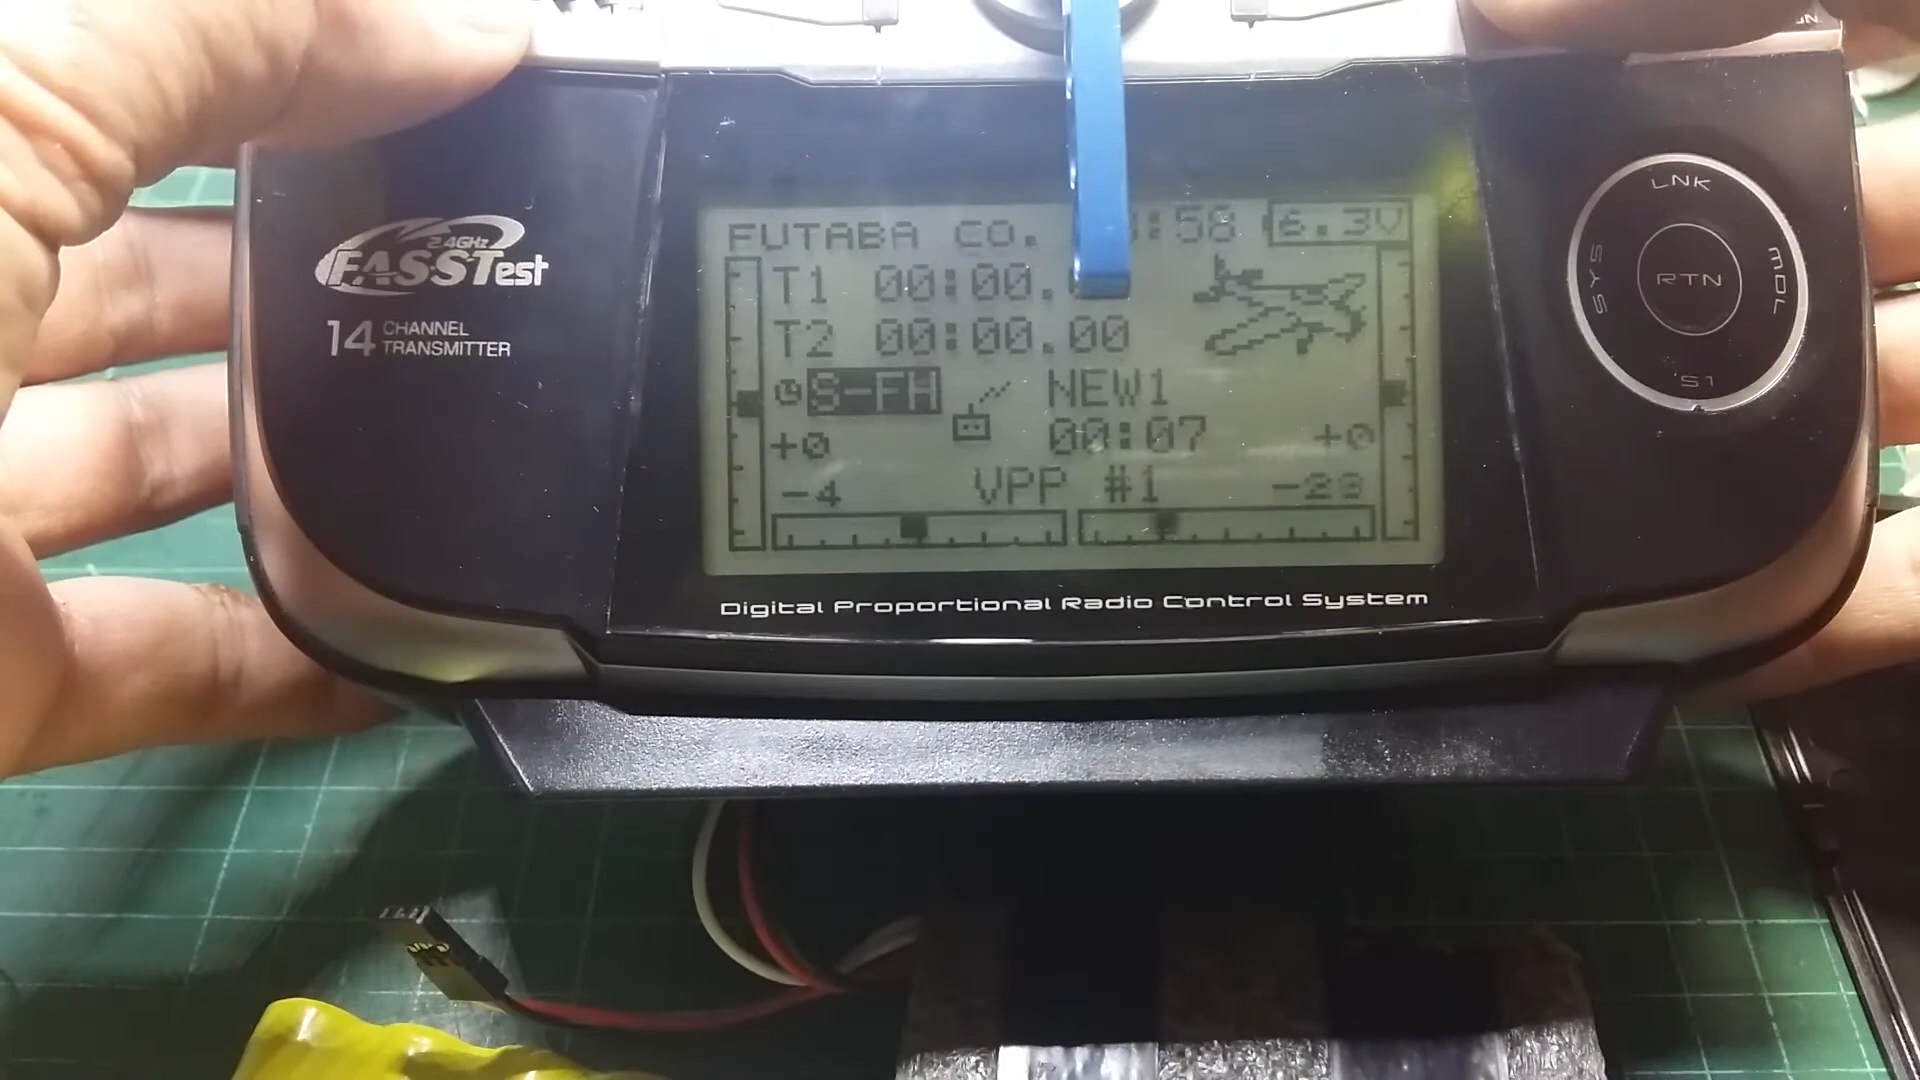 FUTABA CO. :58 6.3V
T1 00:00.
T2 00:00.00
S-FH NEW1
+0 00:07 +0
-4 VPP #1 -28
2.4GHz
FASSTest
14 CHANNEL
TRANSMITTER
LNK
SYS RTN MDL
S1
Digital Proportional Radio Control System